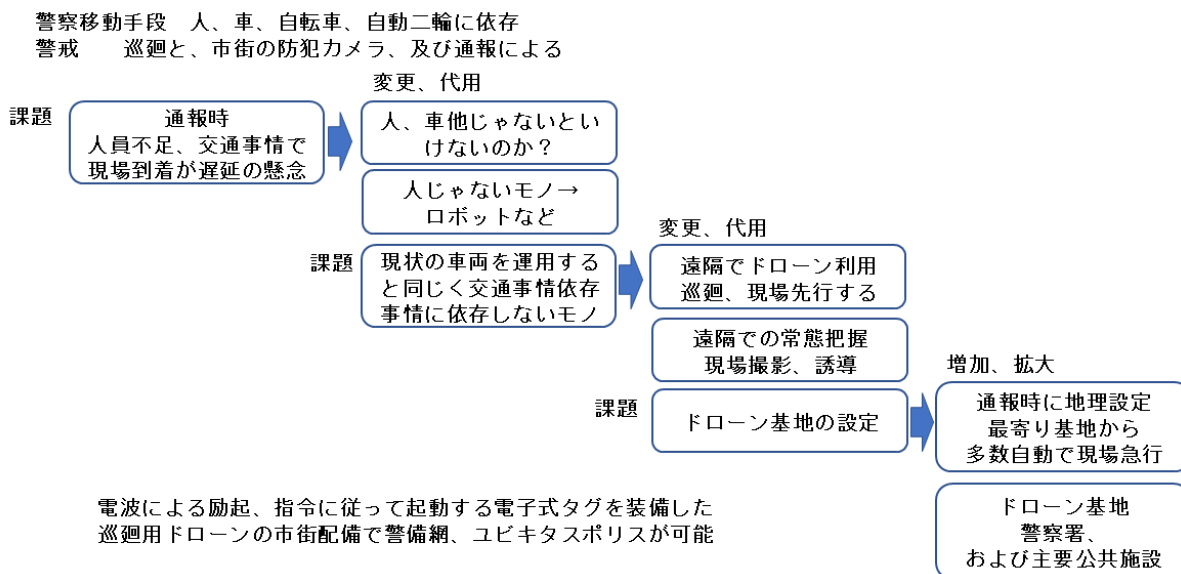 警察移動手段　人、車、自転車、自動二輪に依存
警戒　　巡廻と、市街の防犯カメラ、及び通報による
変更、代用
課題
通報時
人員不足、交通事情で
現場到着が遅延の懸念
人、車他じゃないとい
けないのか？
人じゃないモノ→
ロボットなど
変更、代用
課題
現状の車両を運用する
と同じく交通事情依存
事情に依存しないモノ
遠隔でドローン利用
巡廻、現場先行する
遠隔での常態把握
現場撮影、誘導
増加、拡大
課題
ドローン基地の設定
通報時に地理設定
最寄り基地から
多数自動で現場急行
電波による励起、指令に従って起動する電子式タグを装備した
巡廻用ドローンの市街配備で警備網、ユビキタスポリスが可能
ドローン基地
警察署、
および主要公共施設